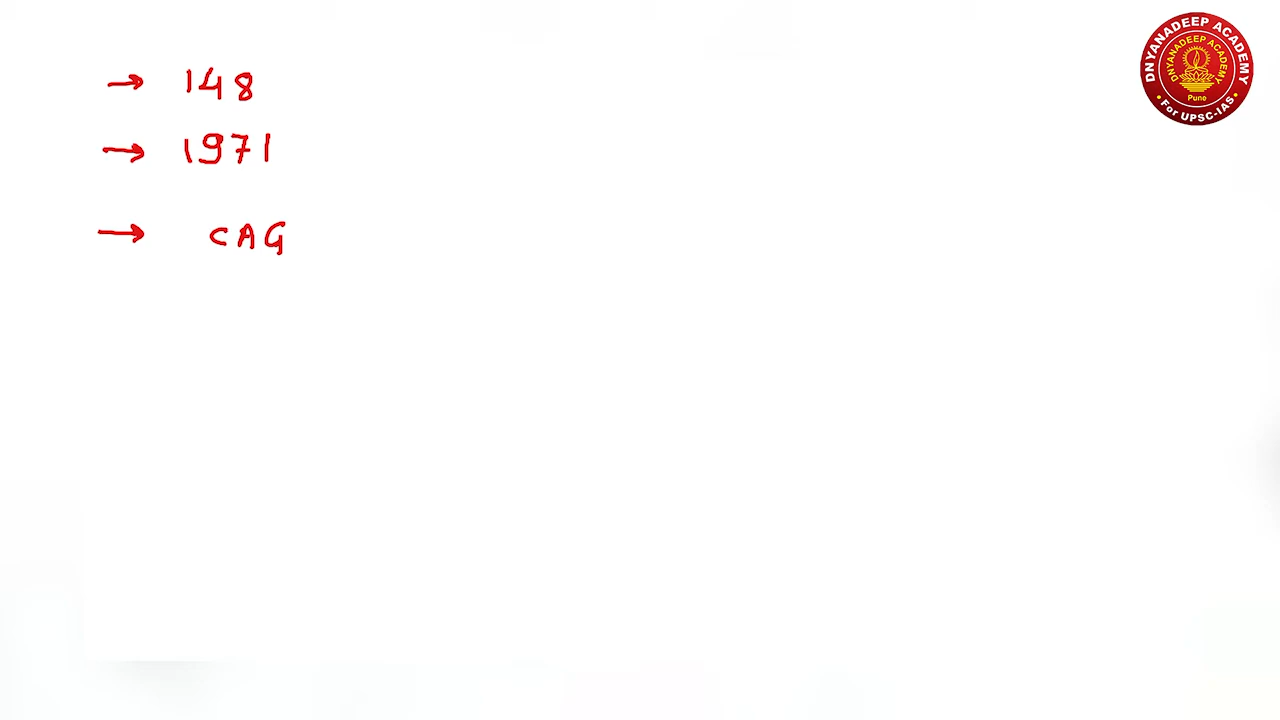 → 148
→ 1971
→ CAG
DNYANADEEP ACADEMY
DNYANADEEP ACADEMY
Pune
• For UPSC-IAS •